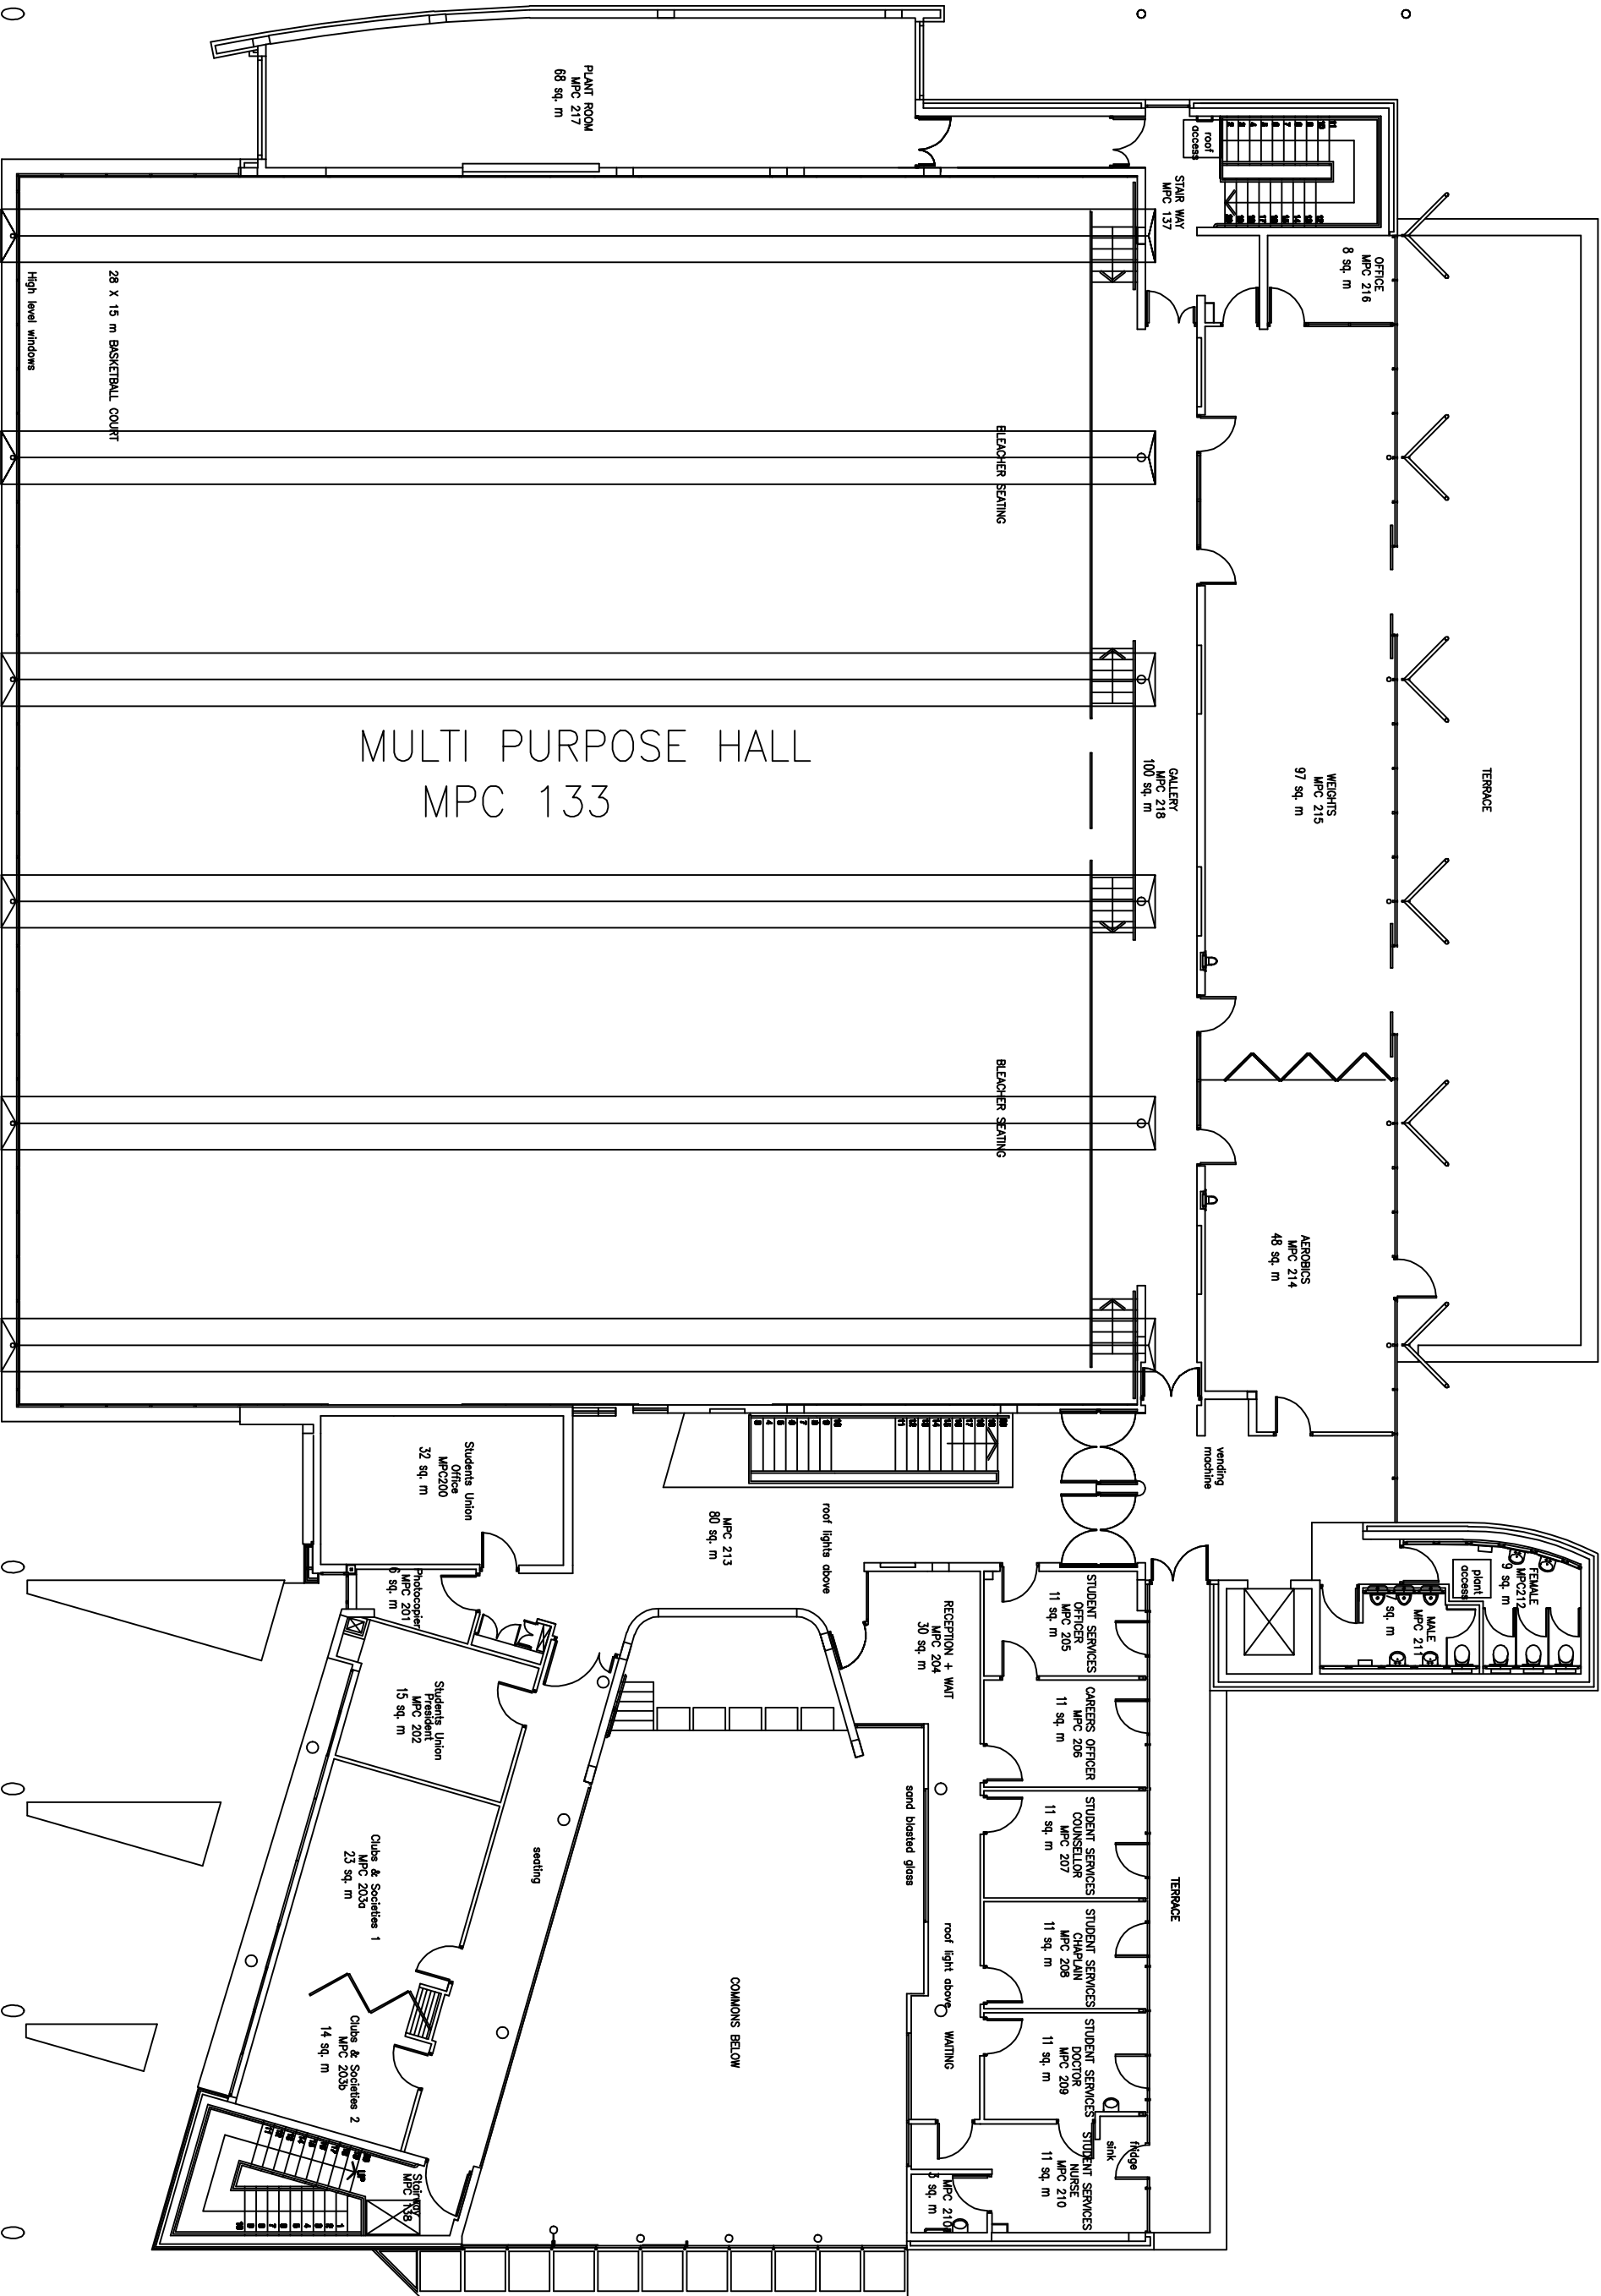 PLANT ROOM
MPC 217
68 sq. m
roof
access
STAIR WAY
MPC 137
OFFICE
MPC 216
8 sq. m
28 X 15 m BASKETBALL COURT
High level windows
BLEACHER SEATING
MULTI PURPOSE HALL
MPC 133
GALLERY
MPC 218
100 sq. m
WEIGHTS
MPC 215
97 sq. m
TERRACE
BLEACHER SEATING
AEROBICS
MPC 214
48 sq. m
vending
machine
Students Union
Office
MPC200
32 sq. m
MPC 213
80 sq. m
roof lights above
Photocopier
MPC 201
6 sq. m
RECEPTION + WAIT
MPC 204
30 sq. m
STUDENT SERVICES
OFFICER
MPC 205
11 sq. m
FEMALE
MPC212
9 sq. m
plant
access
MALE
MPC 211
sq. m
Students Union
President
MPC 202
15 sq. m
CAREERS OFFICER
MPC 206
11 sq. m
STUDENT SERVICES
COUNSELLOR
MPC 207
11 sq. m
sand blasted glass
seating
Clubs & Societies 1
MPC 203a
23 sq. m
STUDENT SERVICES
CHAPLAIN
MPC 208
11 sq. m
TERRACE
roof light above
COMMONS BELOW
WAITING
STUDENT SERVICES
DOCTOR
MPC 209
11 sq. m
Clubs & Societies 2
MPC 203b
14 sq. m
fridge
sink
STUDENT SERVICES
NURSE
MPC 210
11 sq. m
MPC 210a
3 sq. m
Stairway
MPC 138
UP